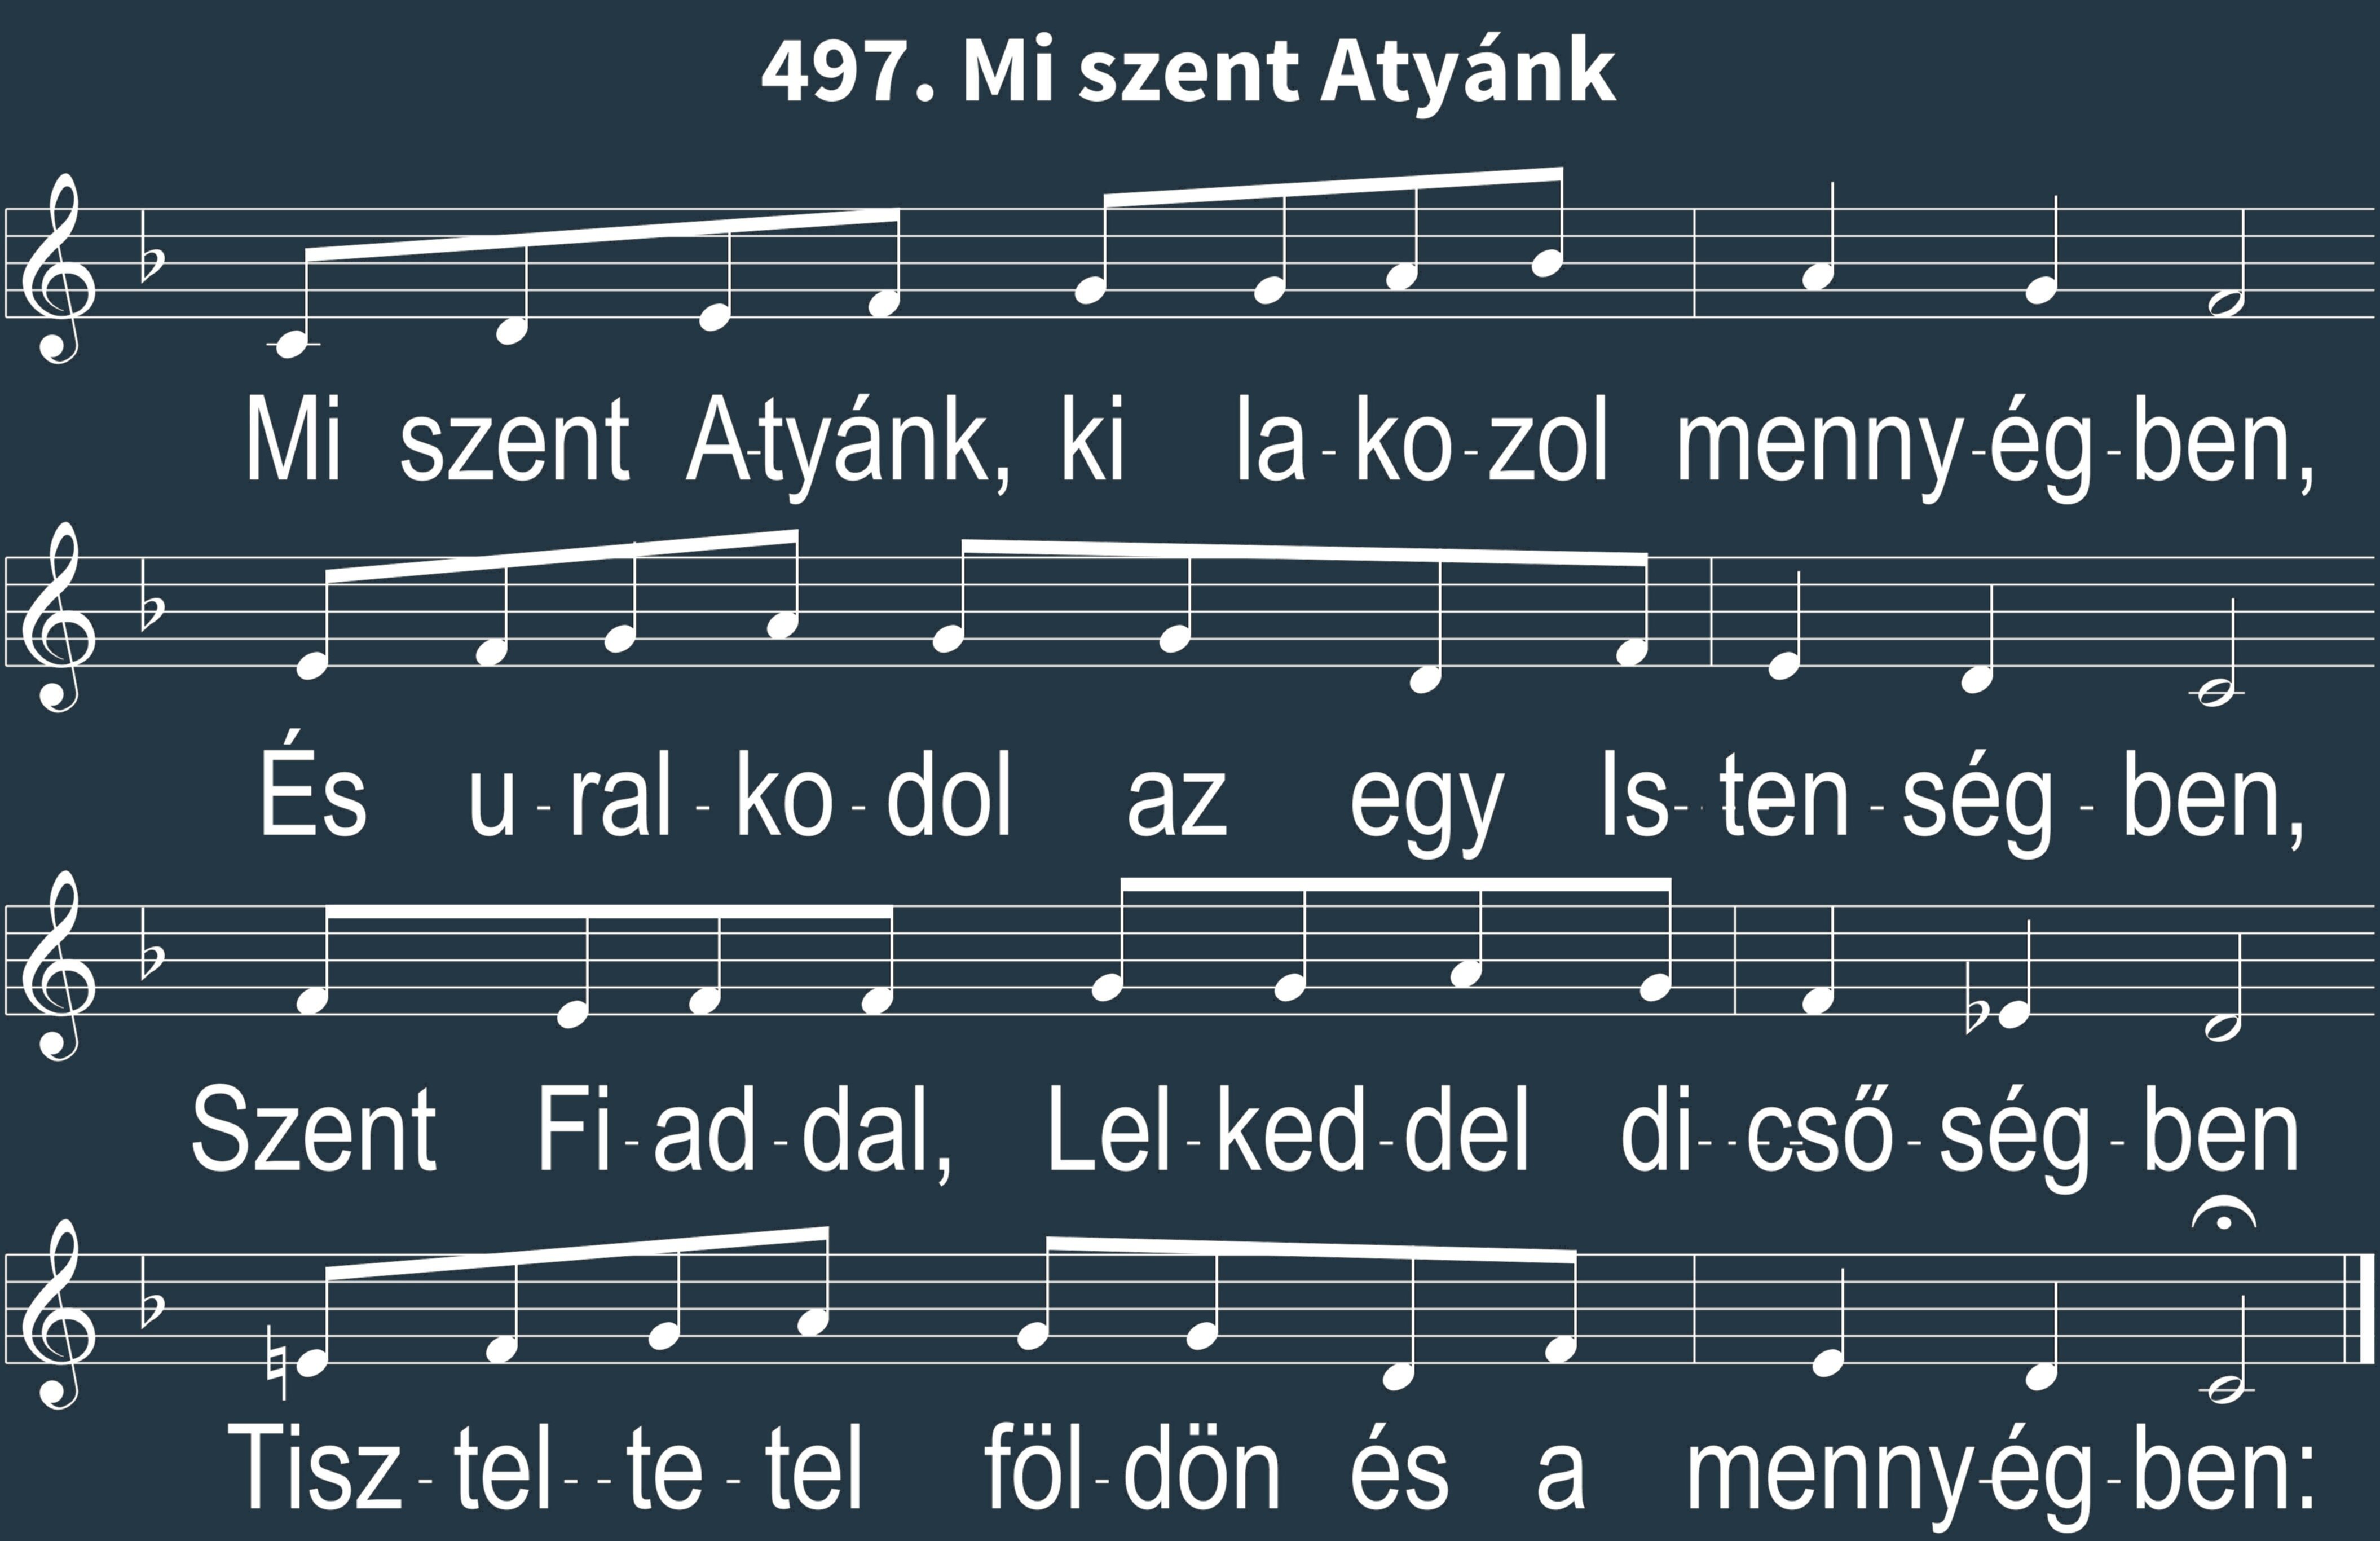 497. Mi szent Atyánk
Mi szent A-tyánk, ki la-ko-zol menny-ég-ben,
És u-ral-ko-dol az egy Is--ten-ség-ben,
Szent Fi-ad-dal, Lel-ked-del di--cső-ség-ben
Tisz-tel--te-tel föl-dön és a menny-ég-ben: